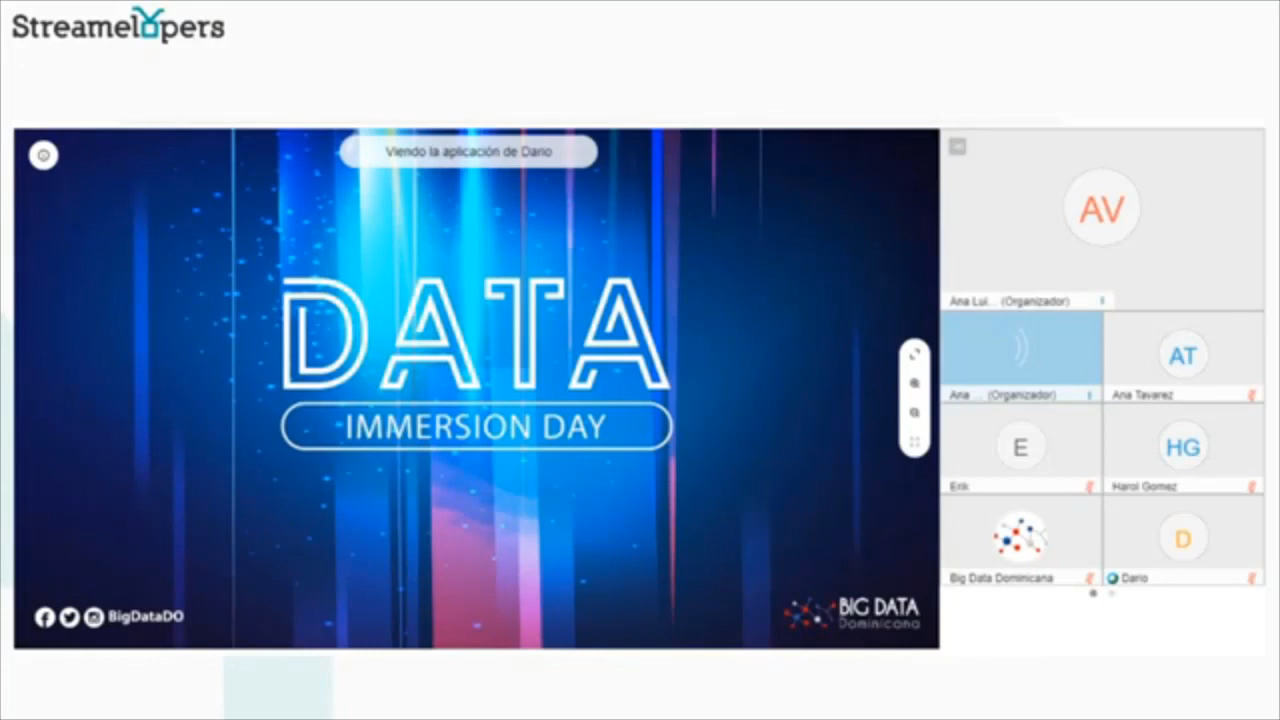 Streamelopers
Viendo la aplicación de Dario
DATA
IMMERSION DAY
BigDataDO
BIG DATA
Dominicana
AV
Ana Lui... (Organizador)
Ana ... (Organizador)
AT
Ana Tavarez
E
Erik
HG
Harol Gomez
Big Data Dominicana
D
Dario